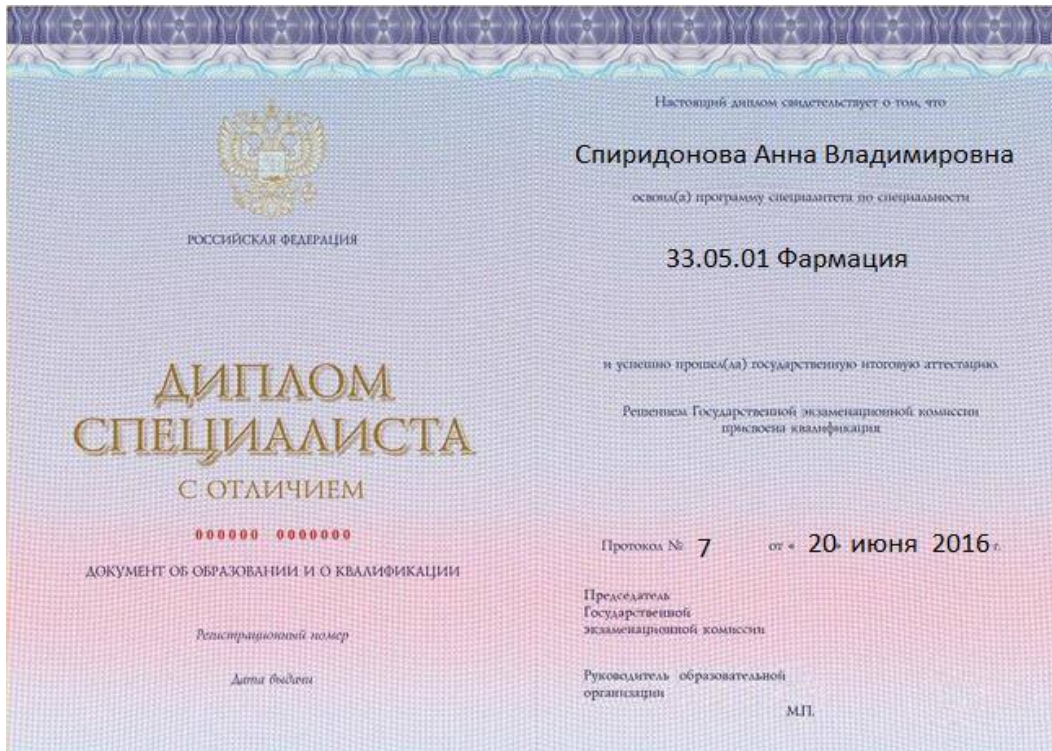 РОССИЙСКАЯ ФЕДЕРАЦИЯ
ДИПЛОМ
СПЕЦИАЛИСТА
С ОТЛИЧИЕМ
000000 0000000
ДОКУМЕНТ ОБ ОБРАЗОВАНИИ И О КВАЛИФИКАЦИИ
Регистрационный номер
Дата выдачи
Настоящий диплом свидетельствует о том, что
Спиридонова Анна Владимировна
освоил(а) программу специалитета по специальности
33.05.01 Фармация
и успешно прошел(ла) государственную итоговую аттестацию.
Решением Государственной экзаменационной комиссии
присвоена квалификация
Протокол № 7 от « 20» июня 2016 г.
Председатель
Государственной
экзаменационной комиссии
Руководитель образовательной
организации
М.П.